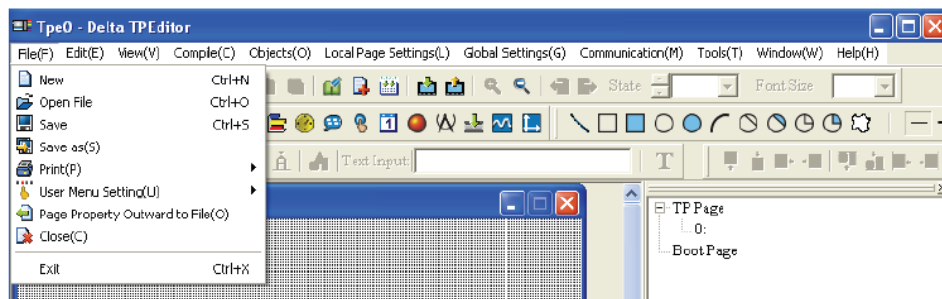 Tpe0 - Delta TPEditor
File(F) Edit(E) View(V) Compile(C) Objects(O) Local Page Settings(L) Global Settings(G) Communication(M) Tools(T) Window(W) Help(H)
New Ctrl+N
State
Font Size
Open File Ctrl+O
Save Ctrl+S
Save as(S)
Text Input:
Print(P)
User Menu Setting(U)
Page Property Outward to File(O)
Close(C)
Exit Ctrl+X
TP Page
0:
Boot Page